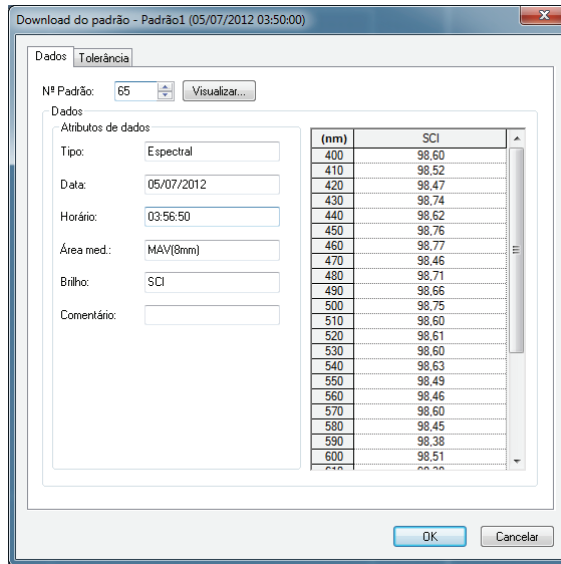 Download do padrão - Padrão1 (05/07/2012 03:50:00)
Dados Tolerância
Nº Padrão: 65 Visualizar...
Dados
Atributos de dados
Tipo: Espectral
Data: 05/07/2012
Horário: 03:56:50
Área med.: MAV(8mm)
Brilho: SCI
Comentário:
(nm) SCI
400 98,60
410 98,52
420 98,47
430 98,74
440 98,62
450 98,76
460 98,77
470 98,46
480 98,71
490 98,66
500 98,75
510 98,60
520 98,61
530 98,60
540 98,63
550 98,49
560 98,46
570 98,60
580 98,45
590 98,38
600 98,51
OK Cancelar